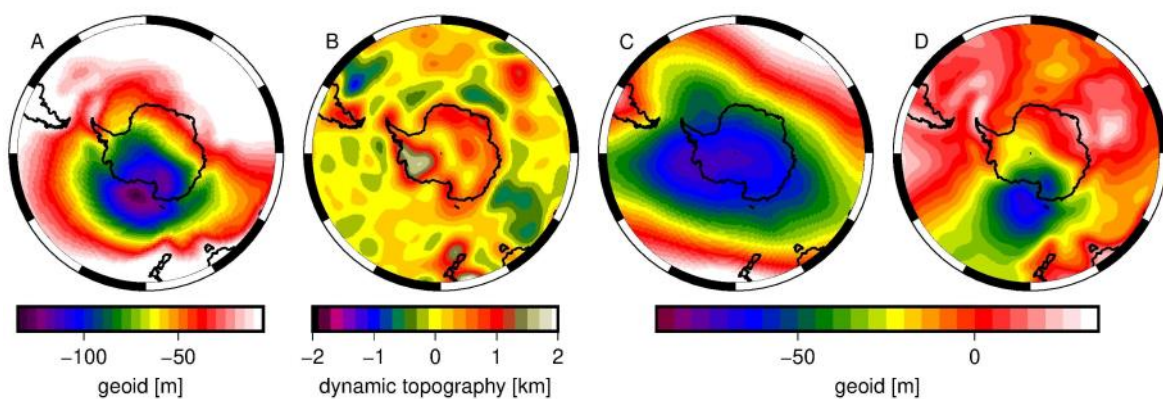 A B C D
−100 −50 −2 −1 0 1 2 −50 0
geoid [m] dynamic topography [km] geoid [m]